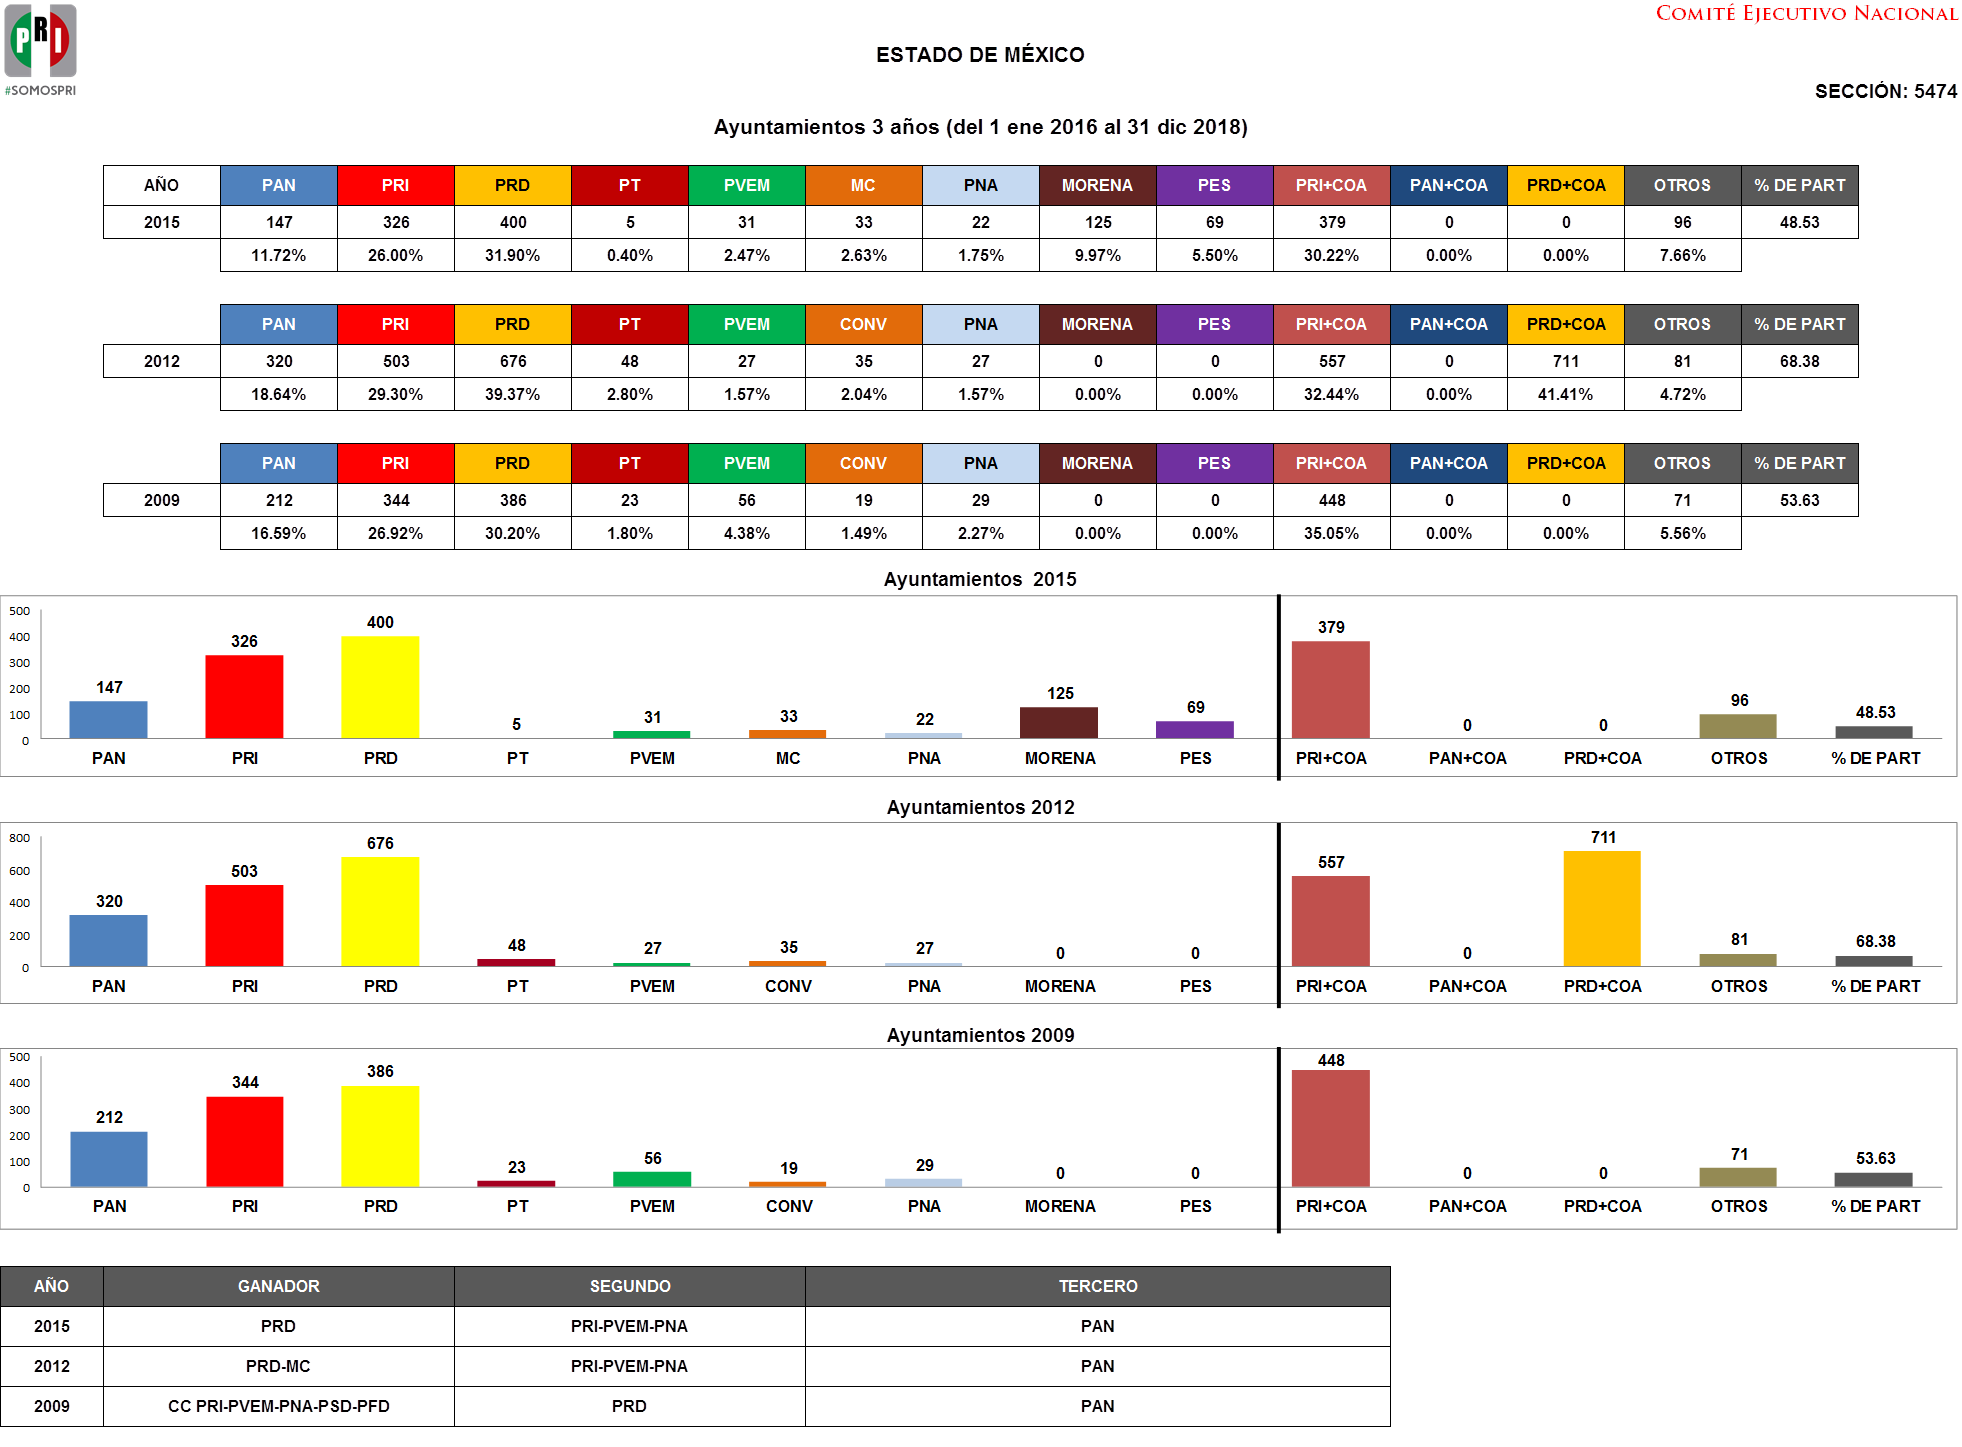 PRI
#SOMOSPRI
COMITÉ EJECUTIVO NACIONAL
ESTADO DE MÉXICO
SECCIÓN: 5474
Ayuntamientos 3 años (del 1 ene 2016 al 31 dic 2018)
AÑO PAN PRI PRD PT PVEM MC PNA MORENA PES PRI+COA PAN+COA PRD+COA OTROS % DE PART
2015 147 326 400 5 31 33 22 125 69 379 0 0 96 48.53
11.72% 26.00% 31.90% 0.40% 2.47% 2.63% 1.75% 9.97% 5.50% 30.22% 0.00% 0.00% 7.66%
PAN PRI PRD PT PVEM CONV PNA MORENA PES PRI+COA PAN+COA PRD+COA OTROS % DE PART
2012 320 503 676 48 27 35 27 0 0 557 0 711 81 68.38
18.64% 29.30% 39.37% 2.80% 1.57% 2.04% 1.57% 0.00% 0.00% 32.44% 0.00% 41.41% 4.72%
PAN PRI PRD PT PVEM CONV PNA MORENA PES PRI+COA PAN+COA PRD+COA OTROS % DE PART
2009 212 344 386 23 56 19 29 0 0 448 0 0 71 53.63
16.59% 26.92% 30.20% 1.80% 4.38% 1.49% 2.27% 0.00% 0.00% 35.05% 0.00% 0.00% 5.56%
Ayuntamientos 2015
500
400
300
200
100
0
147 326 400 5 31 33 22 125 69 379 0 0 96 48.53
PAN PRI PRD PT PVEM MC PNA MORENA PES PRI+COA PAN+COA PRD+COA OTROS % DE PART
Ayuntamientos 2012
800
600
400
200
0
320 503 676 48 27 35 27 0 0 557 0 711 81 68.38
PAN PRI PRD PT PVEM CONV PNA MORENA PES PRI+COA PAN+COA PRD+COA OTROS % DE PART
Ayuntamientos 2009
500
400
300
200
100
0
212 344 386 23 56 19 29 0 0 448 0 0 71 53.63
PAN PRI PRD PT PVEM CONV PNA MORENA PES PRI+COA PAN+COA PRD+COA OTROS % DE PART
AÑO GANADOR SEGUNDO TERCERO
2015 PRD PRI-PVEM-PNA PAN
2012 PRD-MC PRI-PVEM-PNA PAN
2009 CC PRI-PVEM-PNA-PSD-PFD PRD PAN